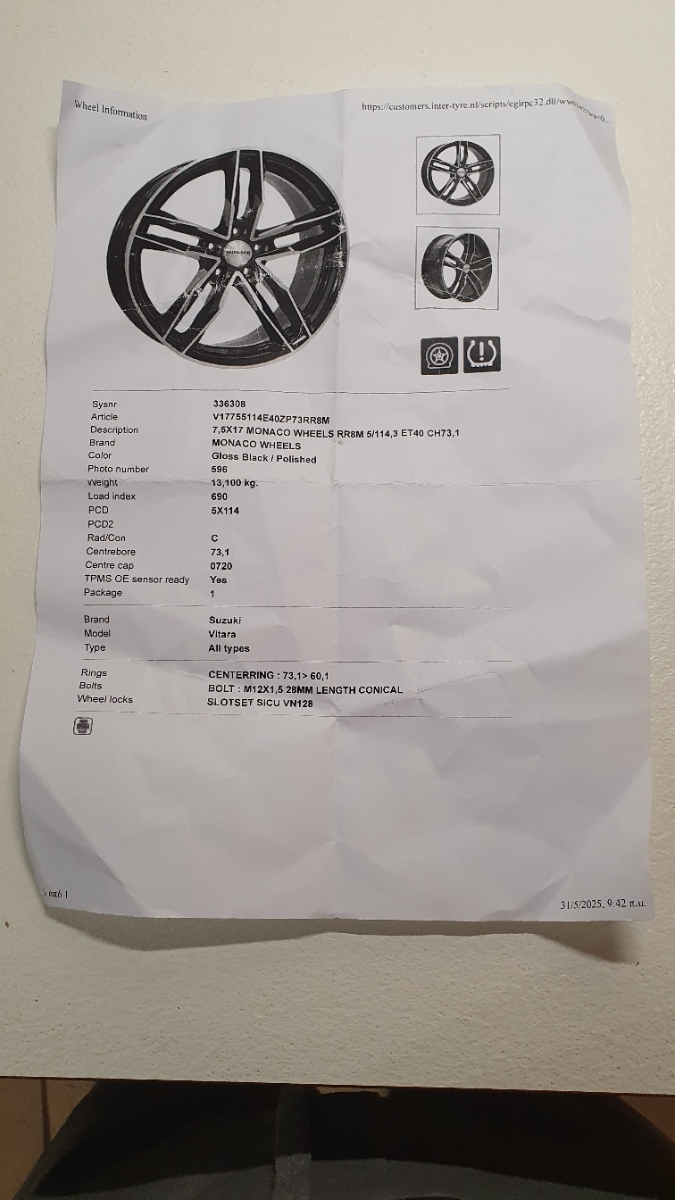 Wheel Information
https://customers.inter-tyre.nl/scripts/cgirpc32.dll/
Sysnr 336308
Article V17755114E40ZP73RR8M
Description 7,5X17 MONACO WHEELS RR8M 5/114,3 ET40 CH73,1
Brand MONACO WHEELS
Color Gloss Black / Polished
Photo number 596
Weight 13,100 kg.
Load index 690
PCD 5X114
PCD2
Rad/Con C
Centrebore 73,1
Centre cap 0720
TPMS OE sensor ready Yes
Package 1
Brand Suzuki
Model Vitara
Type All types
Rings CENTERRING : 73,1> 60,1
Bolts BOLT : M12X1,5 28MM LENGTH CONICAL
Wheel locks SLOTSET SICU VN128
από 1
31/5/2025, 9:42 π.μ.